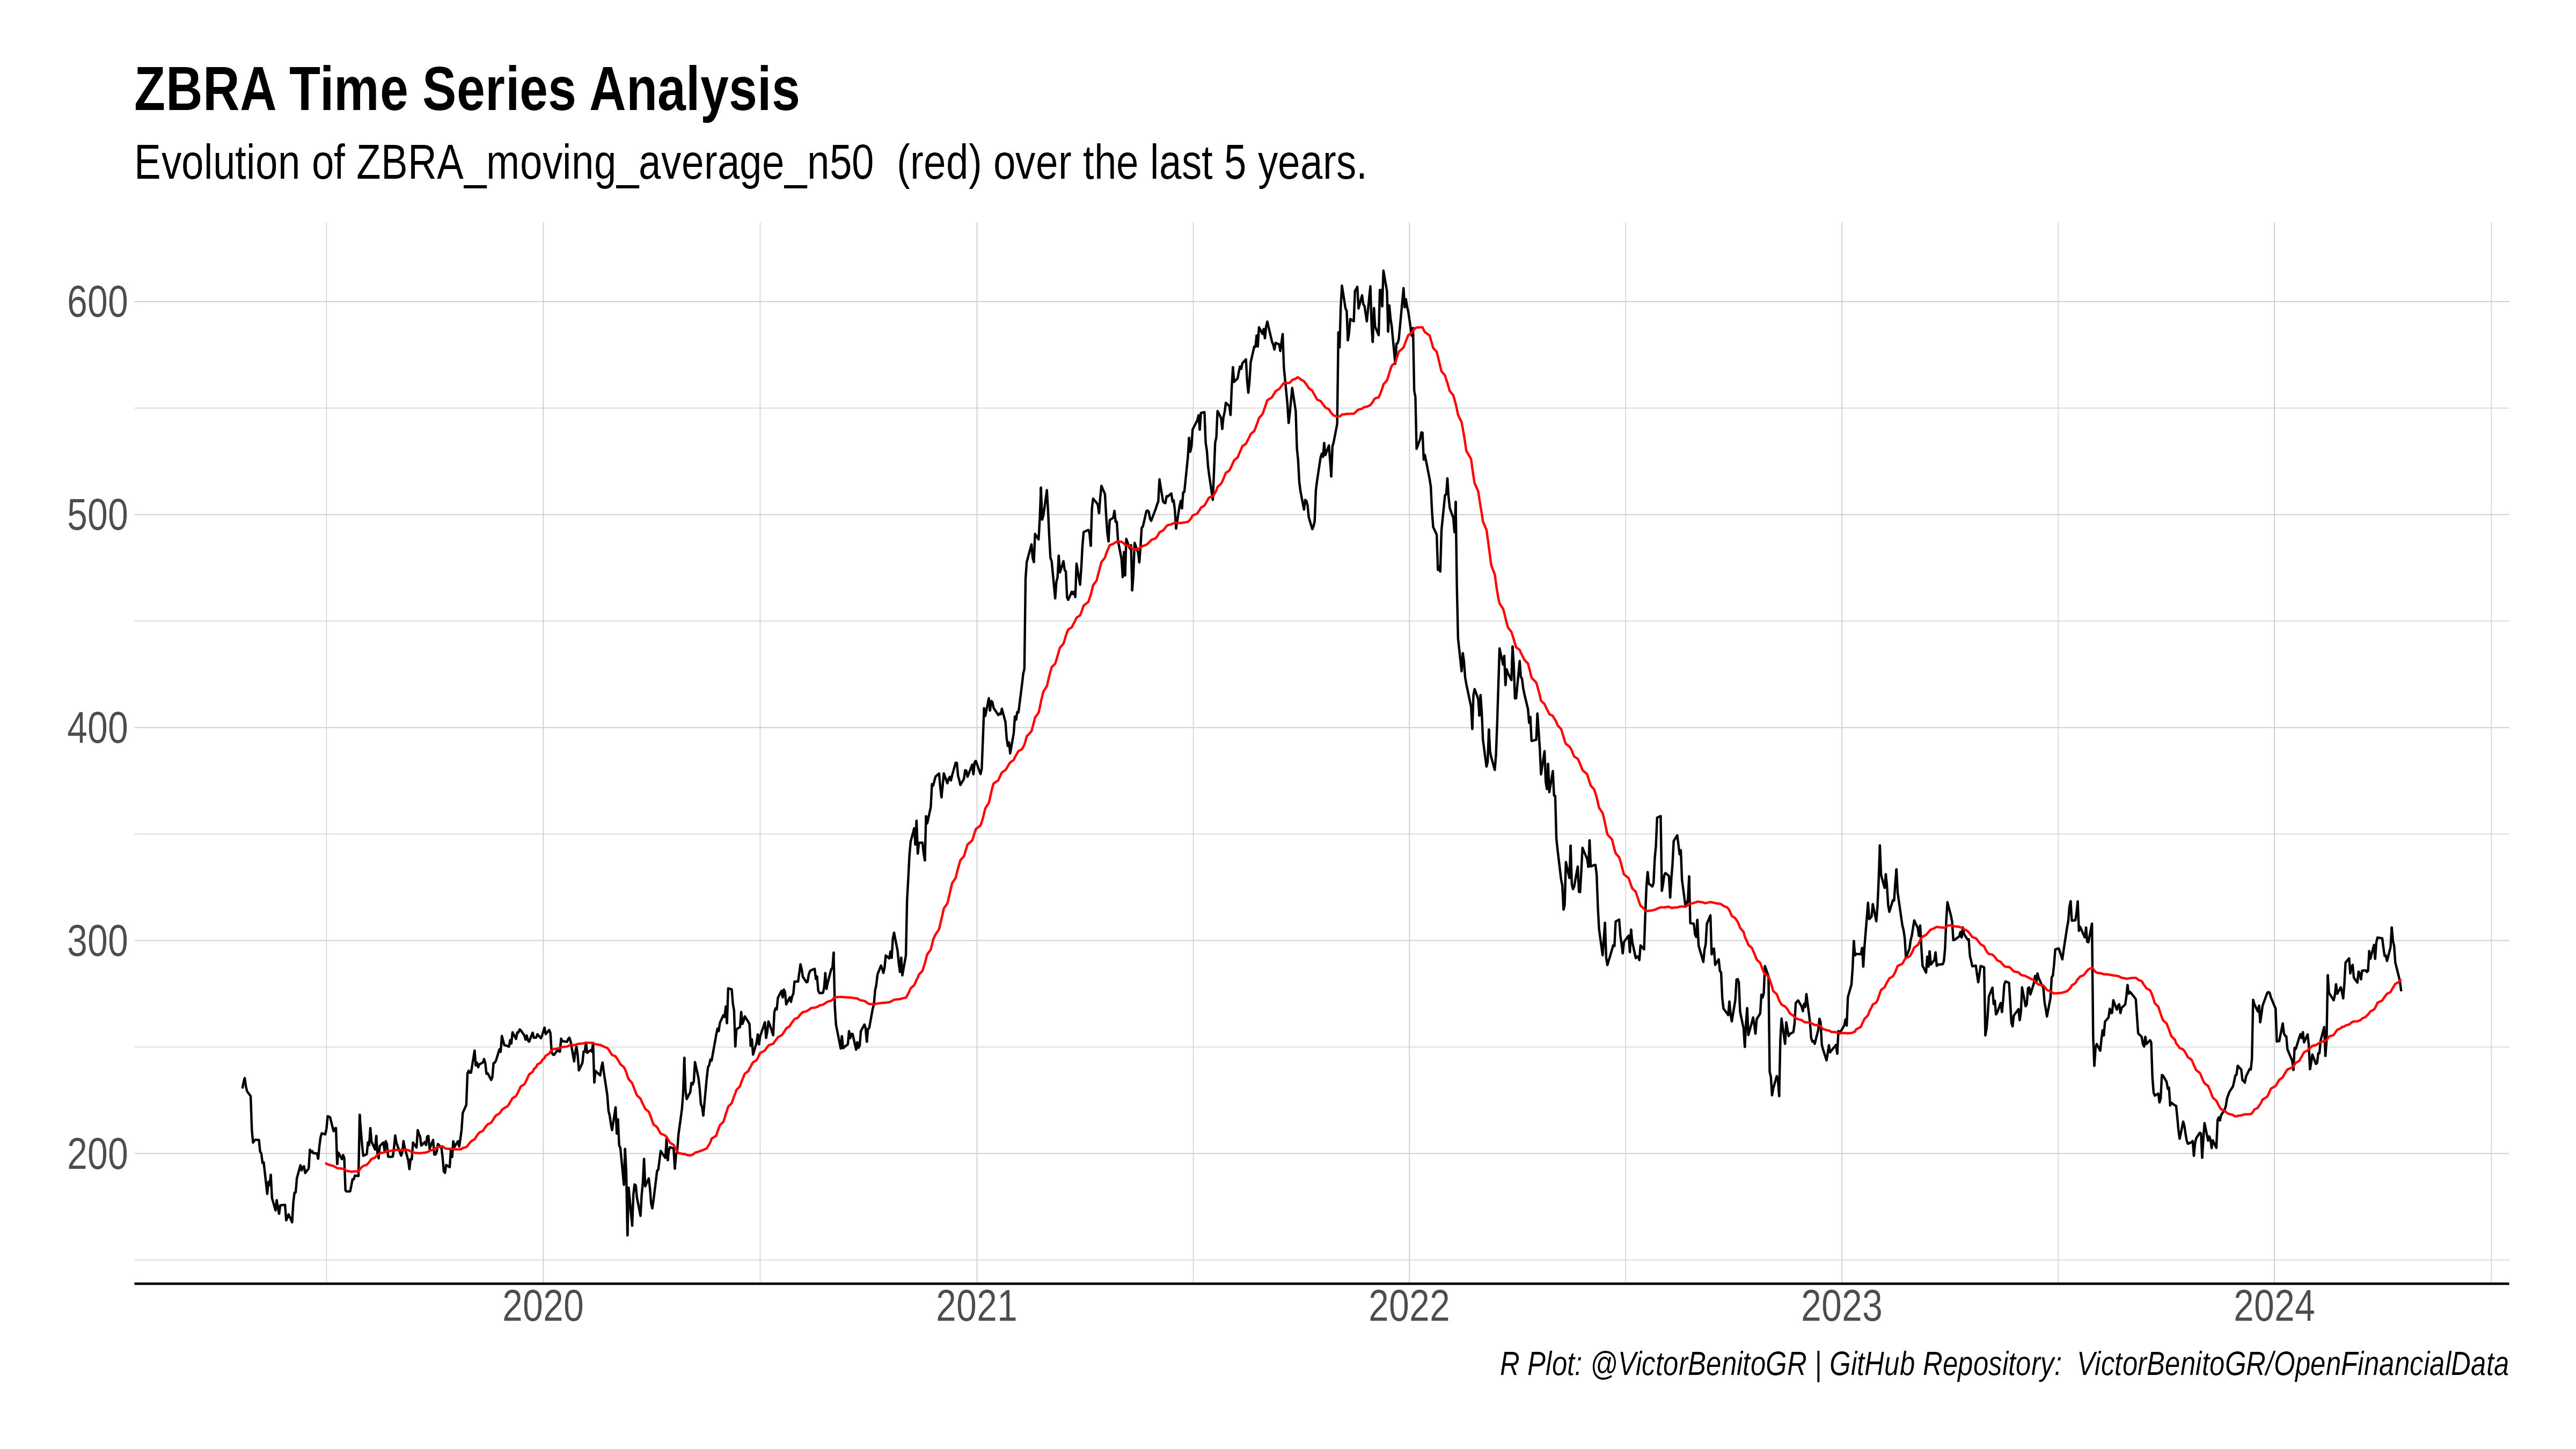 ZBRA Time Series Analysis
Evolution of ZBRA_moving_average_n50  (red) over the last 5 years.
600
500
400
300
200
2020 2021 2022 2023 2024
R Plot: @VictorBenitoGR | GitHub Repository:  VictorBenitoGR/OpenFinancialData